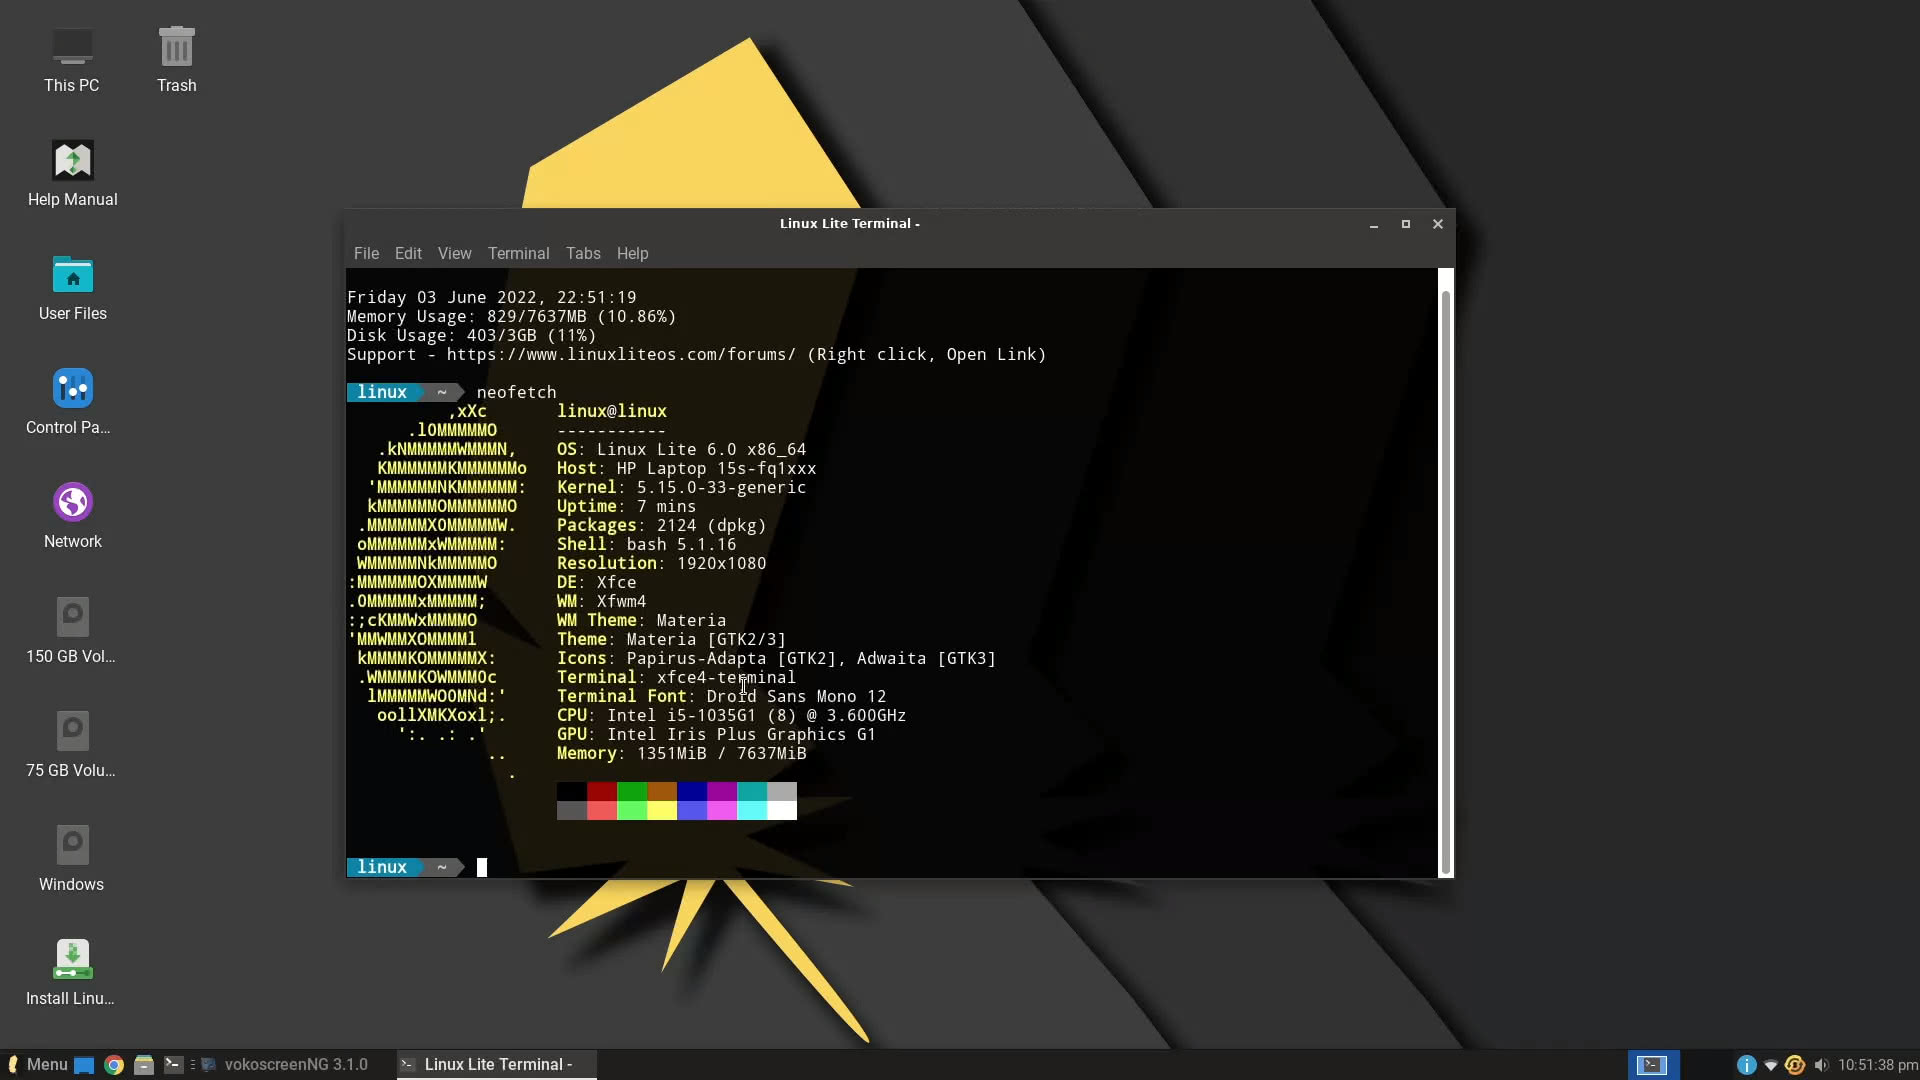 This PC
Trash
Help Manual
User Files
Control Pa...
Network
150 GB Vol...
75 GB Volu...
Windows
Install Linu...
Linux Lite Terminal -
File Edit View Terminal Tabs Help
Friday 03 June 2022, 22:51:19
Memory Usage: 829/7637MB (10.86%)
Disk Usage: 403/3GB (11%)
Support - https://www.linuxliteos.com/forums/ (Right click, Open Link)
linux ~ neofetch
,xXc linux@linux
.l0MMMMMO -----------
.kNMMMMMWMMMN, OS: Linux Lite 6.0 x86_64
KMMMMMMKMMMMMMo Host: HP Laptop 15s-fq1xxx
'MMMMMMNKMMMMMM: Kernel: 5.15.0-33-generic
kMMMMMMOMMMMMMO Uptime: 7 mins
.MMMMMMX0MMMMMW. Packages: 2124 (dpkg)
oMMMMMMxWMMMMM: Shell: bash 5.1.16
WMMMMMNkMMMMMO Resolution: 1920x1080
:MMMMMMOXMMMMW DE: Xfce
.0MMMMMxMMMMM; WM: Xfwm4
:;cKMMWxMMMMO WM Theme: Materia
'MMWMMXOMMMMl Theme: Materia [GTK2/3]
kMMMMKOMMMMMX: Icons: Papirus-Adapta [GTK2], Adwaita [GTK3]
.WMMMMKOWMMM0c Terminal: xfce4-terminal
lMMMMMWO0MNd:' Terminal Font: Droid Sans Mono 12
oollXMKXoxl;. CPU: Intel i5-1035G1 (8) @ 3.600GHz
':. .: .' GPU: Intel Iris Plus Graphics G1
.. Memory: 1351MiB / 7637MiB
.
linux ~
Menu vokoscreenNG 3.1.0 Linux Lite Terminal - 10:51:38 pm